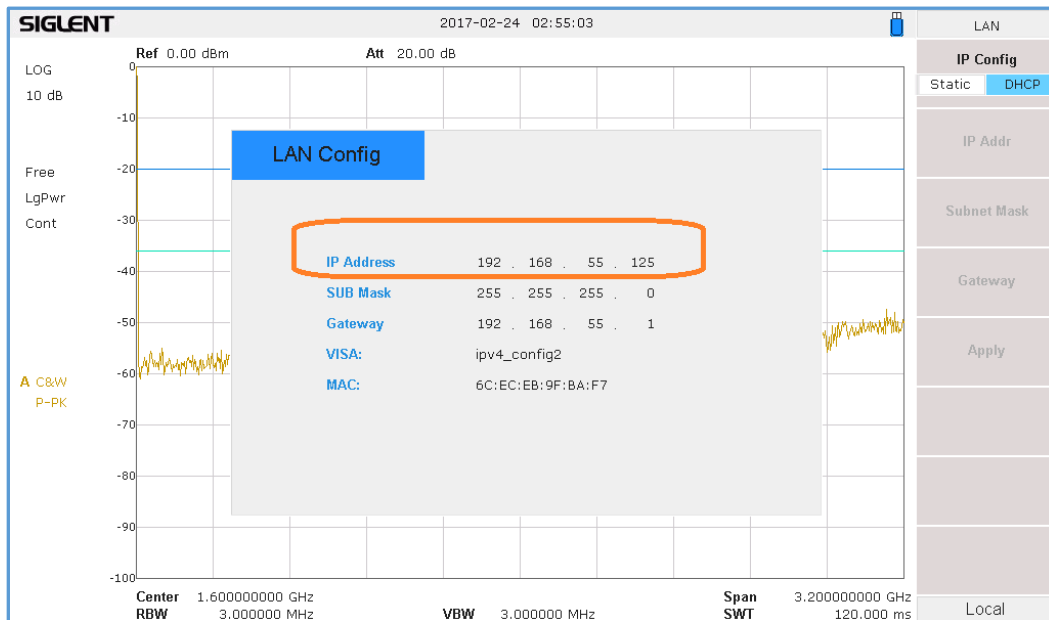 SIGLENT 2017-02-24 02:55:03 LAN
Ref 0.00 dBm Att 20.00 dB
IP Config
Static DHCP
LOG
10 dB
Free
LgPwr
Cont
A C&W
P-PK
0
-10
-20
-30
-40
-50
-60
-70
-80
-90
-100
LAN Config
IP Address 192 . 168 . 55 . 125
SUB Mask 255 . 255 . 255 . 0
Gateway 192 . 168 . 55 . 1
VISA: ipv4_config2
MAC: 6C:EC:EB:9F:BA:F7
IP Addr
Subnet Mask
Gateway
Apply
Center 1.600000000 GHz Span 3.200000000 GHz
RBW 3.000000 MHz VBW 3.000000 MHz SWT 120.000 ms
Local